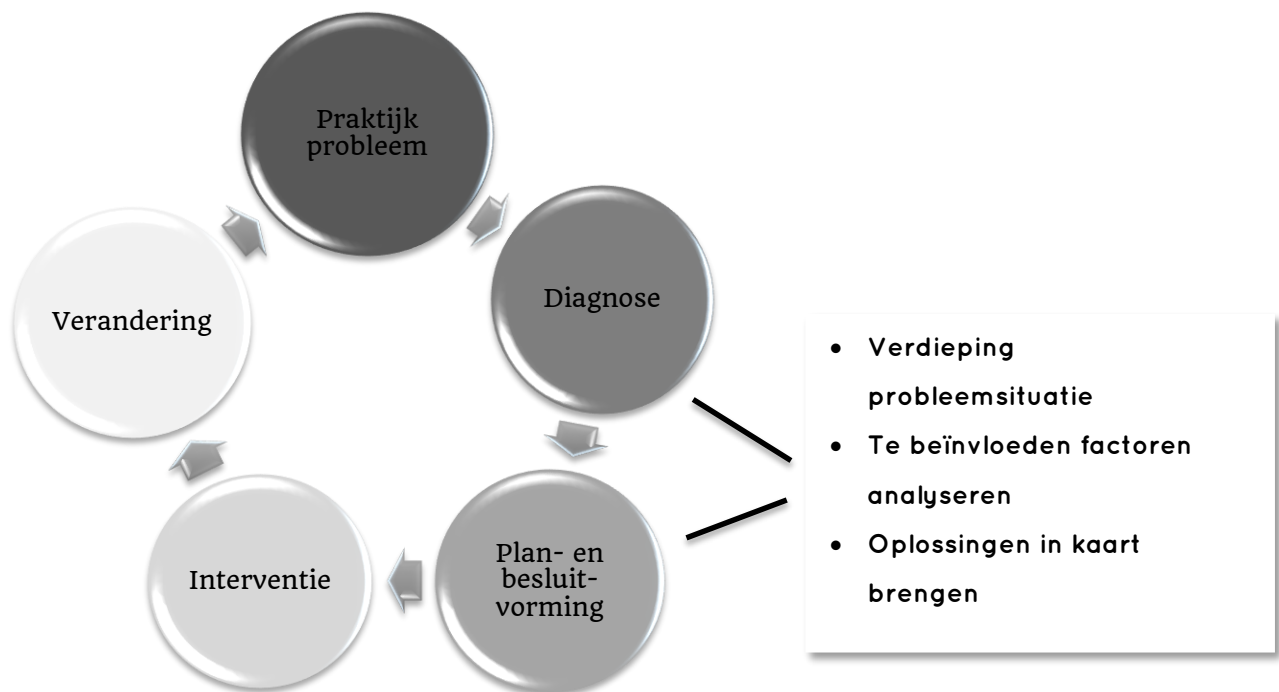 Praktijk
probleem
Diagnose
Plan- en
besluit-
vorming
Interventie
Verandering
• Verdieping
probleemsituatie
• Te beïnvloeden factoren
analyseren
• Oplossingen in kaart
brengen